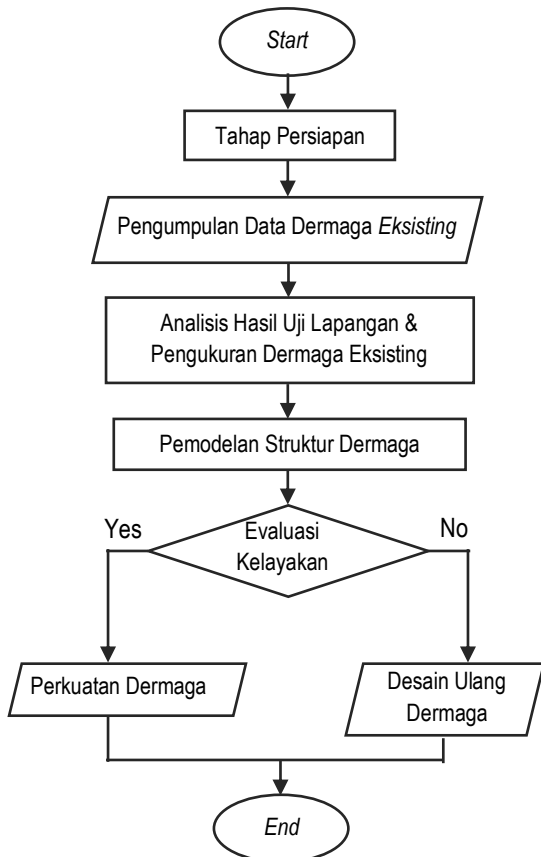 Start
Tahap Persiapan
Pengumpulan Data Dermaga Eksisting
Analisis Hasil Uji Lapangan &
Pengukuran Dermaga Eksisting
Pemodelan Struktur Dermaga
Evaluasi
Kelayakan
Yes
No
Perkuatan Dermaga
Desain Ulang
Dermaga
End